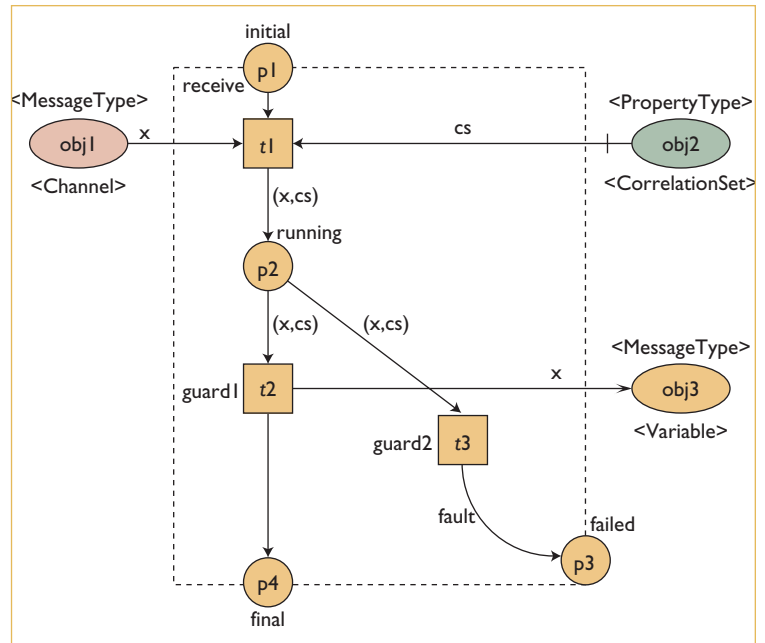 initial
p1
receive
<MessageType>
obj1
<Channel>
x
t1
cs
<PropertyType>
obj2
<CorrelationSet>
(x,cs)
running
p2
(x,cs)
(x,cs)
guard1
t2
x
<MessageType>
obj3
<Variable>
guard2
t3
fault
failed
p3
p4
final